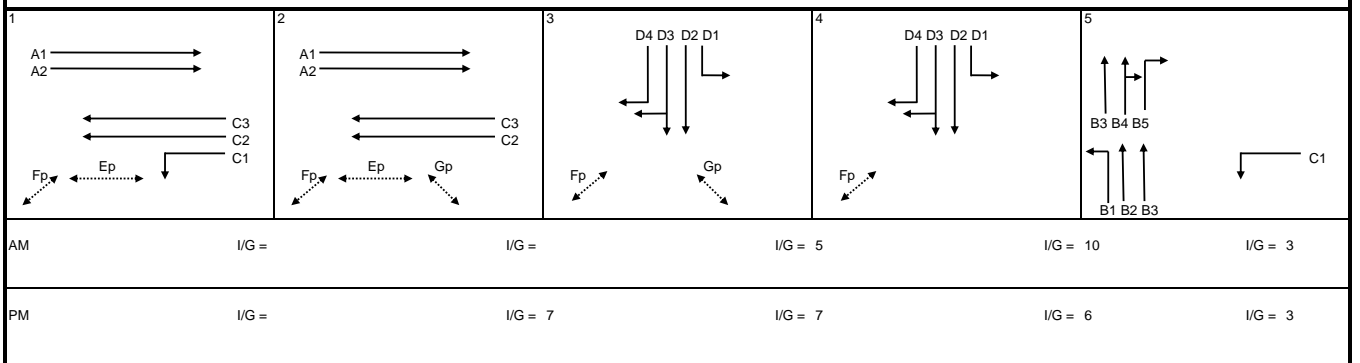 1 2 3 4 5
D4 D3 D2 D1 D4 D3 D2 D1
A1 A1
A2 A2
B3 B4 B5
C3 C3
C2 C2
C1 C1
Fp Ep Fp Ep Gp Fp Gp Fp
B1 B2 B3
AM I/G = I/G = I/G = 5 I/G = 10 I/G = 3
PM I/G = I/G = 7 I/G = 7 I/G = 6 I/G = 3